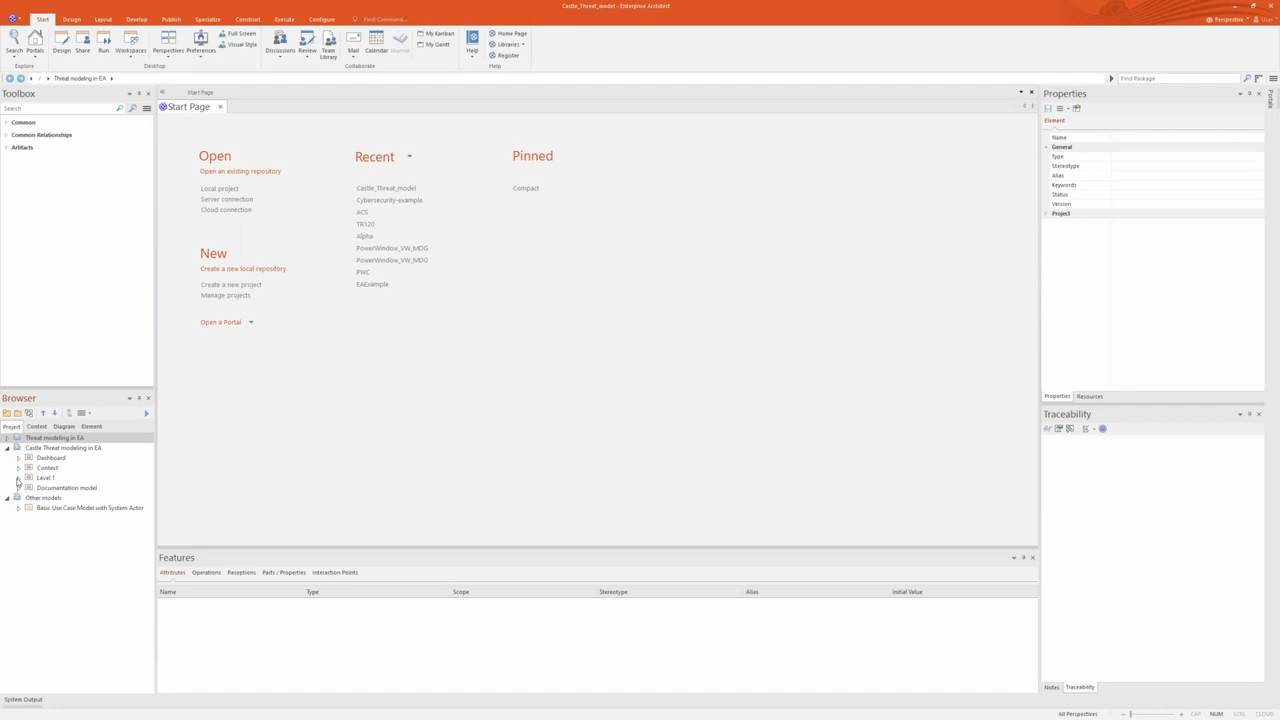 Castle_Threat_model - Enterprise Architect
Start Design Layout Develop Publish Specialize Construct Execute Configure Find Command...
Perspective User
Search Portals Design Share Run Workspaces Perspectives Preferences Full Screen Visual Style Discussions Review Team Library Mail Calendar Journal My Kanban My Gantt Help Home Page Libraries Register
Explore Desktop Collaborate Help
/ Threat modeling in EA
Find Package
Toolbox
Search
Common
Common Relationships
Artifacts
Start Page
Start Page
Open
Open an existing repository
Local project
Server connection
Cloud connection
New
Create a new local repository
Create a new project
Manage projects
Open a Portal
Recent
Castle_Threat_model
Cybersecurity-example
ACS
TR120
Alpha
PowerWindow_VW_MDG
PowerWindow_VW_MDG
PWC
EAExample
Pinned
Compact
Properties
Element
Name
General
Type
Stereotype
Alias
Keywords
Status
Version
Project
Properties Resources
Portals
Browser
Project Context Diagram Element
Threat modeling in EA
Castle Threat modeling in EA
Dashboard
Context
Level 1
Documentation model
Other models
Basic Use Case Model with System Actor
Features
Attributes Operations Receptions Parts / Properties Interaction Points
Name Type Scope Stereotype Alias Initial Value
Traceability
Notes Traceability
System Output
All Perspectives CAP NUM SCRL CLOUD